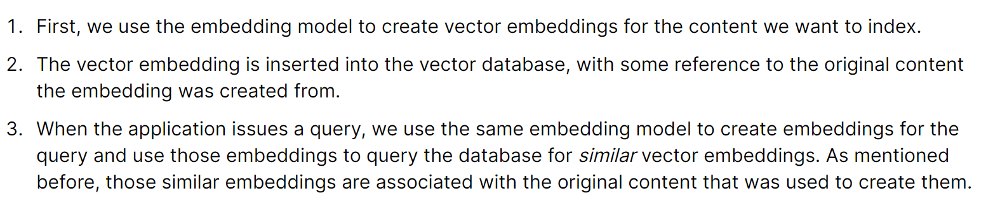 1. First, we use the embedding model to create vector embeddings for the content we want to index.
2. The vector embedding is inserted into the vector database, with some reference to the original content
the embedding was created from.
3. When the application issues a query, we use the same embedding model to create embeddings for the
query and use those embeddings to query the database for similar vector embeddings. As mentioned
before, those similar embeddings are associated with the original content that was used to create them.